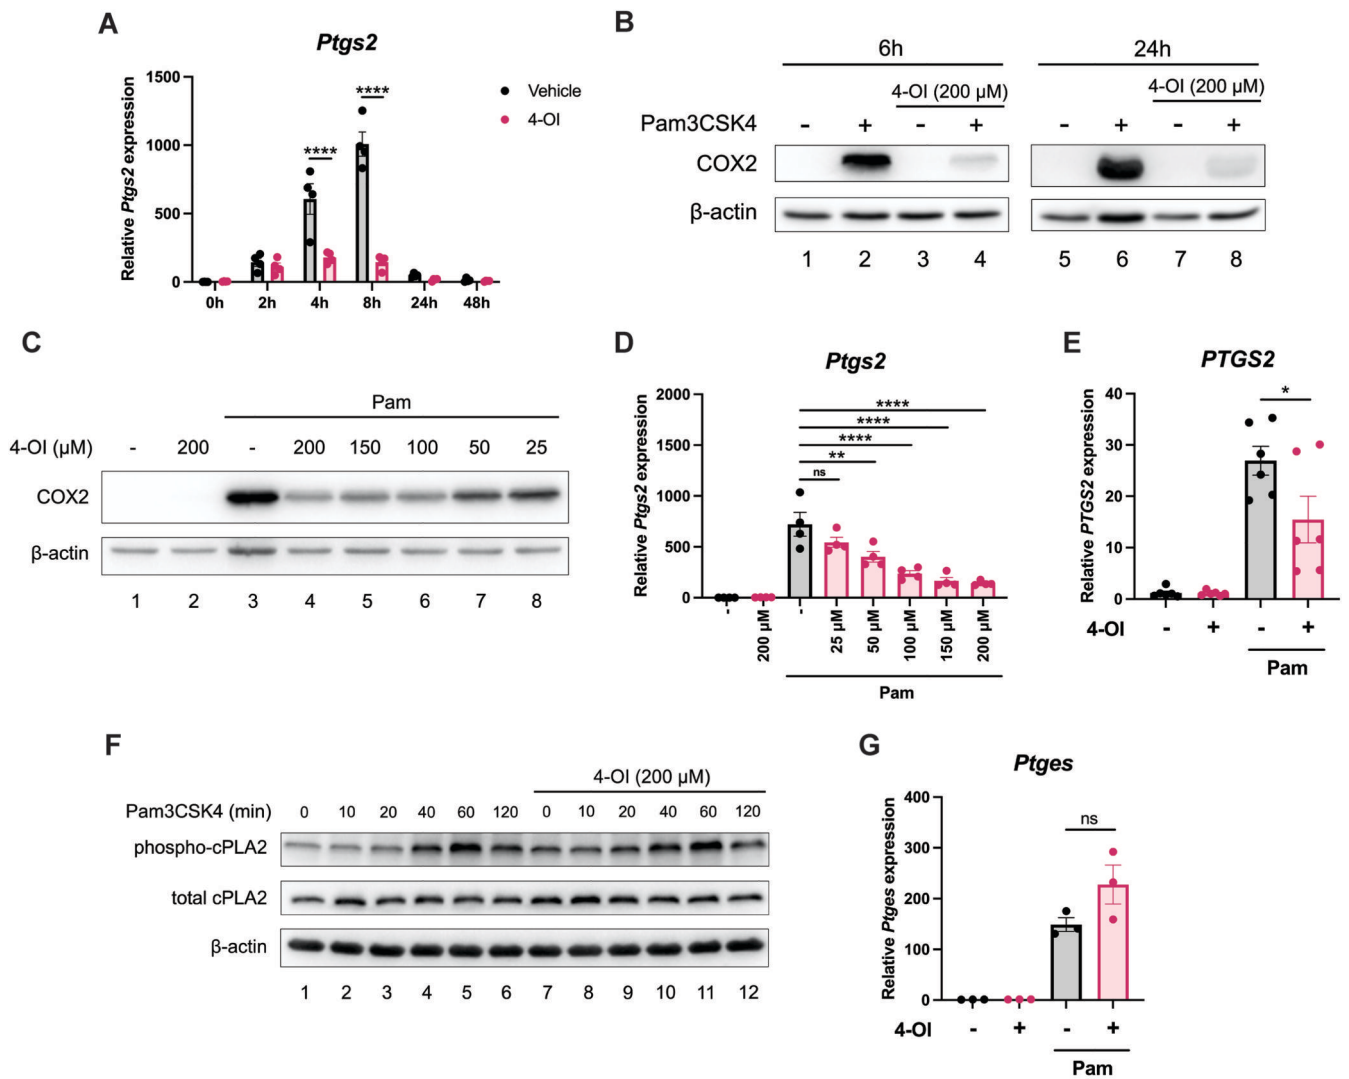 A
Ptgs2
Relative Ptgs2 expression
1500
1000
500
0
**** ****
0h 2h 4h 8h 24h 48h
Vehicle
4-OI
B
6h 24h
4-OI (200 µM) 4-OI (200 µM)
Pam3CSK4 - + - + - + - +
COX2
β-actin
1 2 3 4 5 6 7 8
C
Pam
4-OI (µM) - 200 - 200 150 100 50 25
COX2
β-actin
1 2 3 4 5 6 7 8
D
Ptgs2
Relative Ptgs2 expression
2000
1500
1000
500
0
****
****
****
**
ns
- 200 µM - 25 µM 50 µM 100 µM 150 µM 200 µM
Pam
E
PTGS2
Relative PTGS2 expression
40
30
20
10
0
*
4-OI - + - +
Pam
F
4-OI (200 µM)
Pam3CSK4 (min) 0 10 20 40 60 120 0 10 20 40 60 120
phospho-cPLA2
total cPLA2
β-actin
1 2 3 4 5 6 7 8 9 10 11 12
G
Ptges
Relative Ptges expression
400
300
200
100
0
ns
4-OI - + - +
Pam